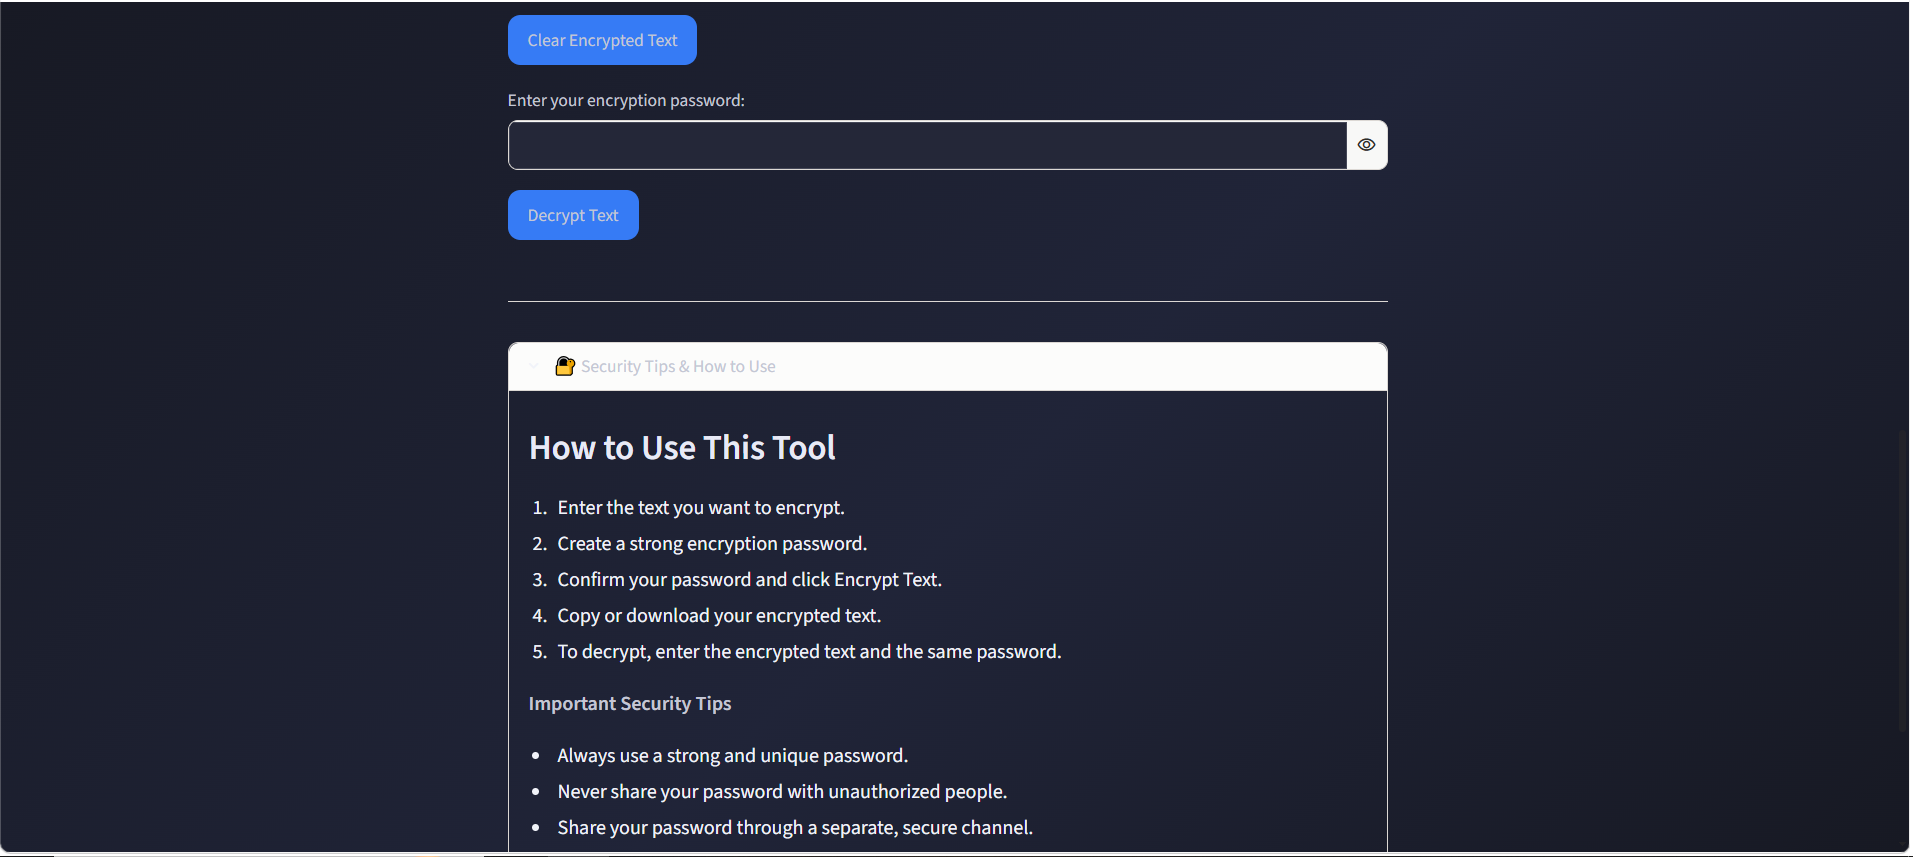 Clear Encrypted Text
Enter your encryption password:
Decrypt Text
🔐 Security Tips & How to Use
How to Use This Tool
1. Enter the text you want to encrypt.
2. Create a strong encryption password.
3. Confirm your password and click Encrypt Text.
4. Copy or download your encrypted text.
5. To decrypt, enter the encrypted text and the same password.
Important Security Tips
• Always use a strong and unique password.
• Never share your password with unauthorized people.
• Share your password through a separate, secure channel.